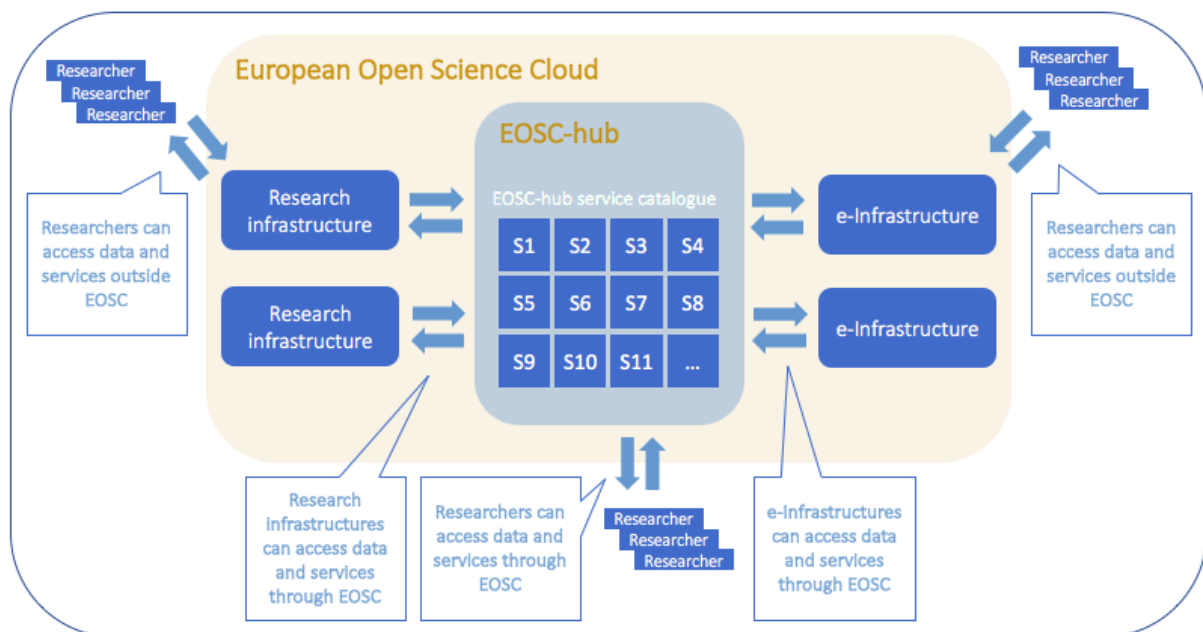 European Open Science Cloud
Researcher
Researcher
Researcher
Researcher
Researcher
Researcher
EOSC-hub
EOSC-hub service catalogue
S1 S2 S3 S4
S5 S6 S7 S8
S9 S10 S11 ...
Research
infrastructure
Research
infrastructure
e-Infrastructure
e-Infrastructure
Researchers can
access data and
services outside
EOSC
Researchers can
access data and
services outside
EOSC
Research
infrastructures
can access data
and services
through EOSC
Researchers can
access data and
services through
EOSC
Researcher
Researcher
Researcher
e-Infrastructures
can access data
and services
through EOSC